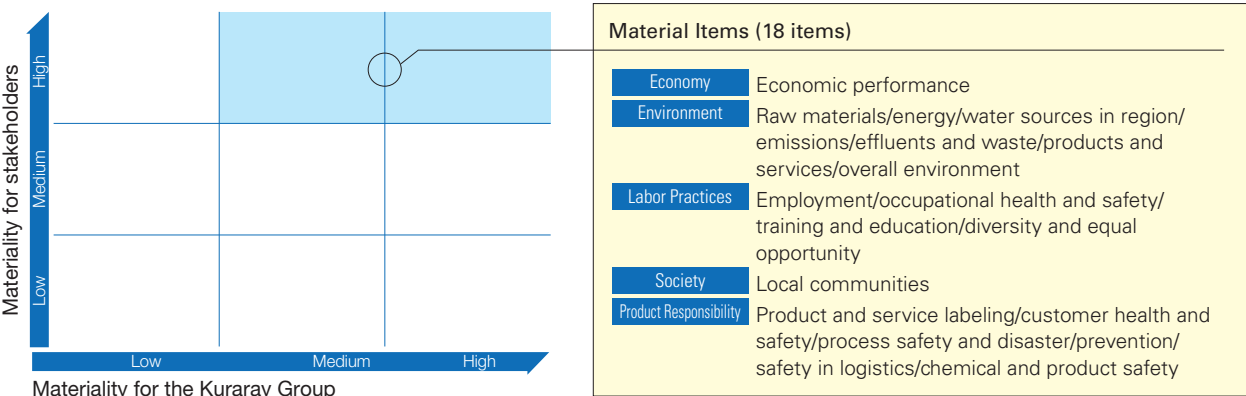 Materiality for stakeholders
High
Medium
Low
Low
Medium
High
Materiality for the Kuraray Group
Material Items (18 items)
Economy
Economic performance
Environment
Raw materials/energy/water sources in region/
emissions/effluents and waste/products and
services/overall environment
Labor Practices
Employment/occupational health and safety/
training and education/diversity and equal
opportunity
Society
Local communities
Product Responsibility
Product and service labeling/customer health and
safety/process safety and disaster/prevention/
safety in logistics/chemical and product safety